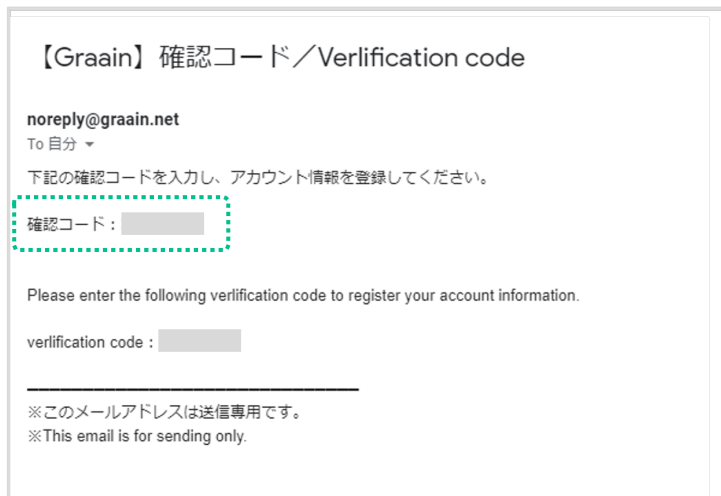 【Graain】確認コード／Verlification code
noreply@graain.net
To 自分
下記の確認コードを入力し、アカウント情報を登録してください。
確認コード：
Please enter the following verlification code to register your account information.
verlification code：
※このメールアドレスは送信専用です。
※This email is for sending only.